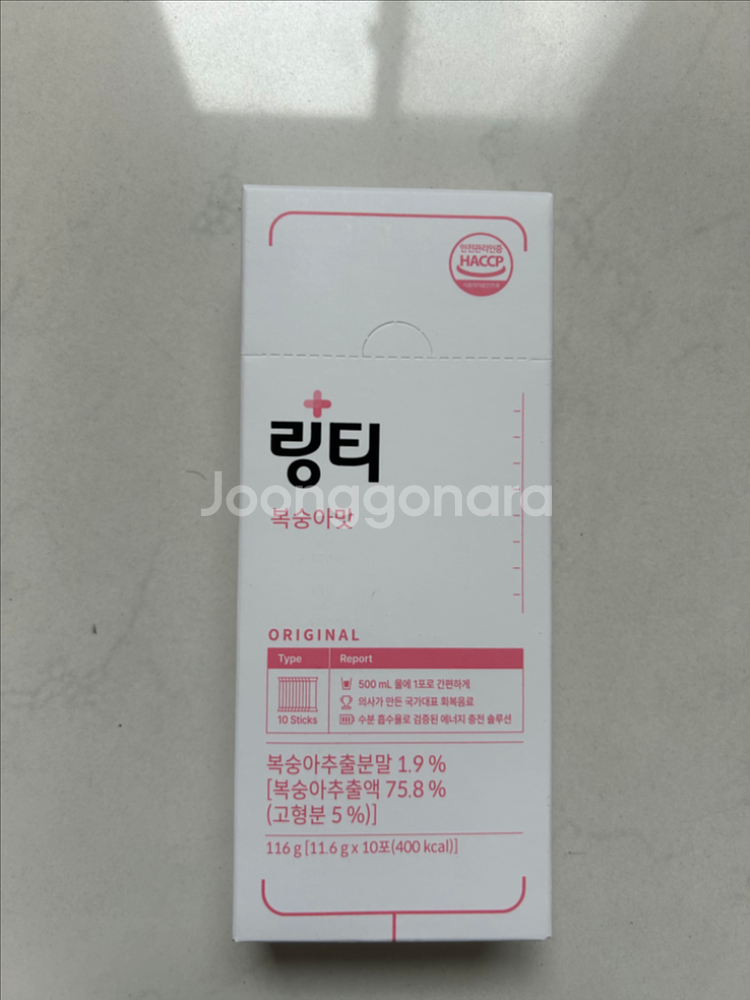 안전관리인증
HACCP
링티
Joonggonara
복숭아맛
ORIGINAL
Type Report
10 Sticks
500 mL 물에 1포로 간편하게
의사가 만든 국가대표 회복음료
수분 흡수율로 검증된 에너지 충전 솔루션
복숭아추출분말 1.9 %
[복숭아추출액 75.8 %
(고형분 5 %)]
116 g [11.6 g x 10포(400 kcal)]